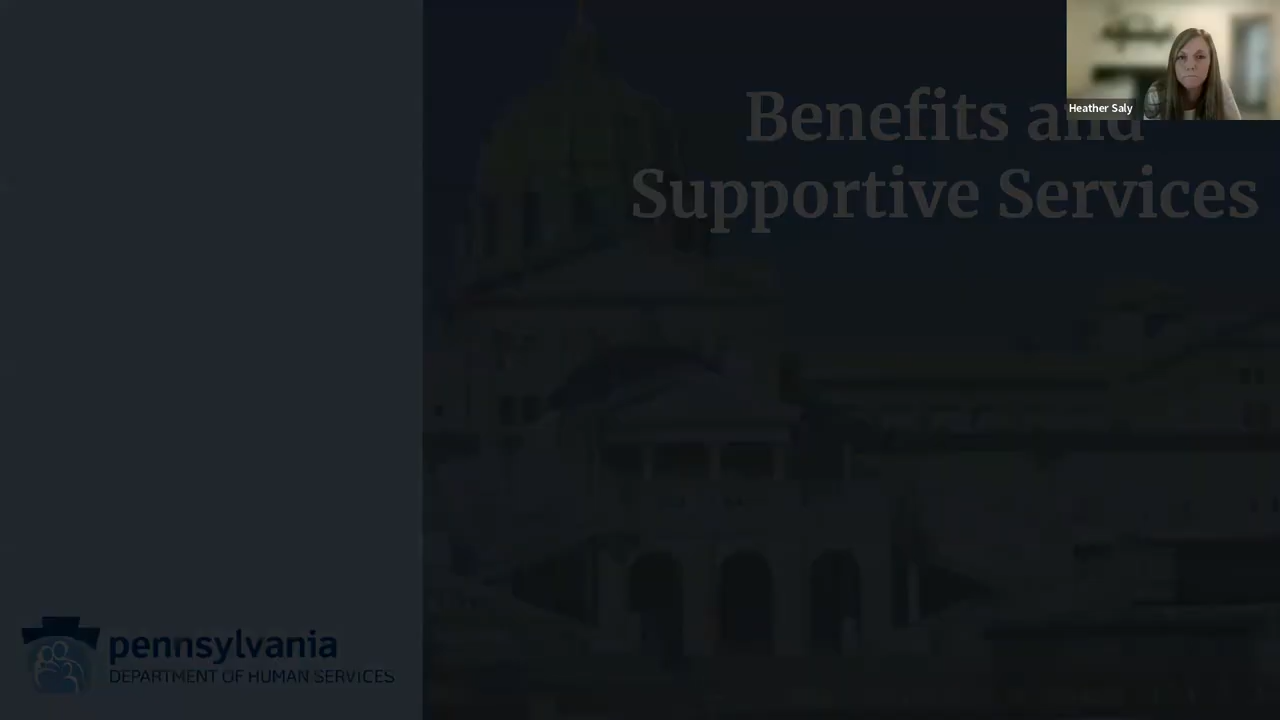 Benefits and
Supportive Services
Heather Saly
pennsylvania
DEPARTMENT OF HUMAN SERVICES